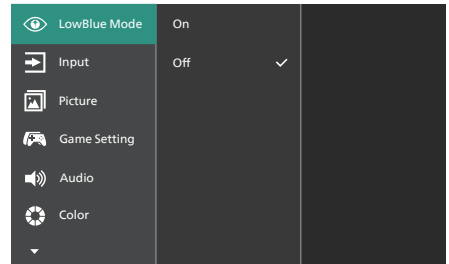 LowBlue Mode
On
Input
Off
Picture
Game Setting
Audio
Color